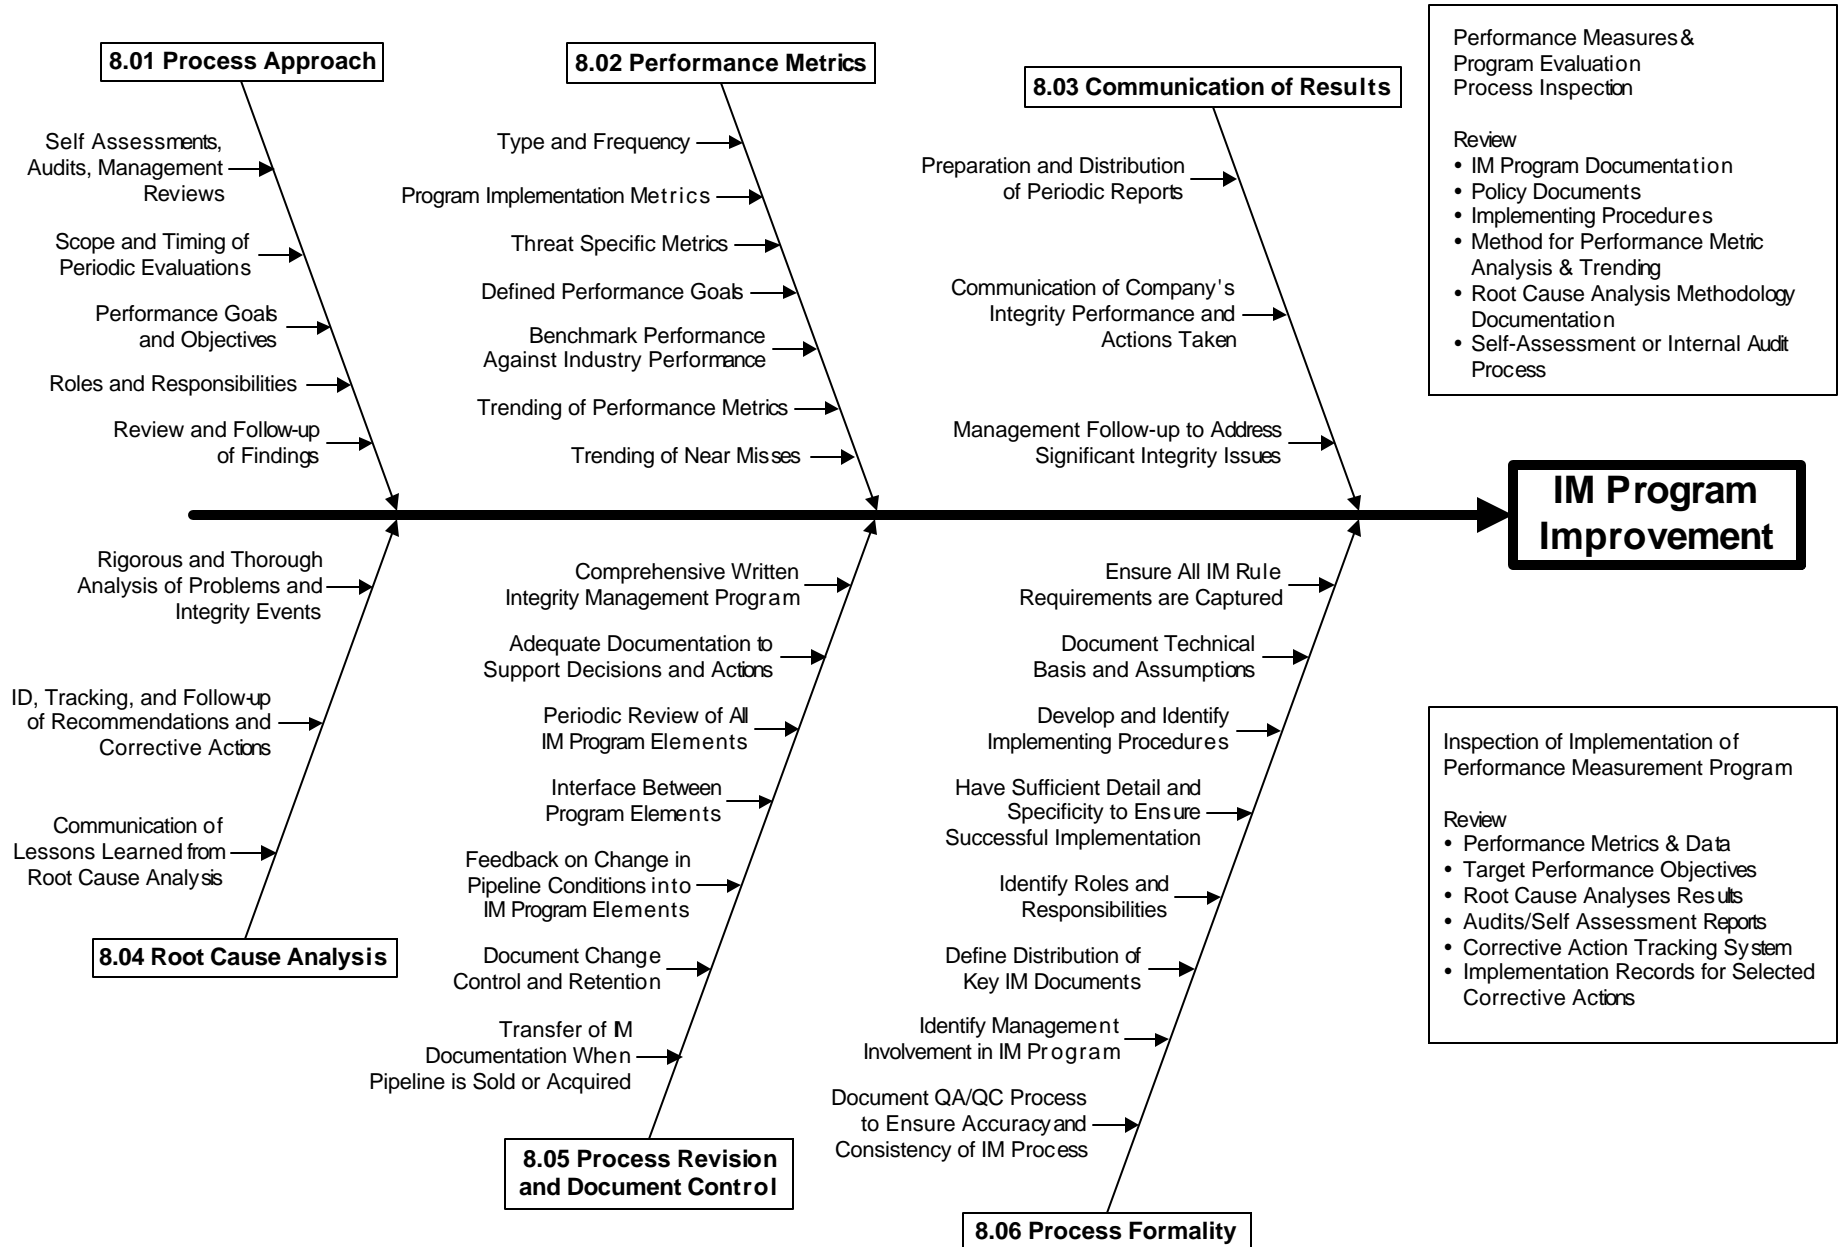 8.01 Process Approach
Self Assessments,
Audits, Management
Reviews
Scope and Timing of
Periodic Evaluations
Performance Goals
and Objectives
Roles and Responsibilities
Review and Follow-up
of Findings
8.02 Performance Metrics
Type and Frequency
Program Implementation Metrics
Threat Specific Metrics
Defined Performance Goals
Benchmark Performance
Against Industry Performance
Trending of Performance Metrics
Trending of Near Misses
8.03 Communication of Results
Preparation and Distribution
of Periodic Reports
Communication of Company's
Integrity Performance and
Actions Taken
Management Follow-up to Address
Significant Integrity Issues
Performance Measures &
Program Evaluation
Process Inspection
Review
• IM Program Documentation
• Policy Documents
• Implementing Procedures
• Method for Performance Metric
Analysis & Trending
• Root Cause Analysis Methodology
Documentation
• Self-Assessment or Internal Audit
Process
IM Program
Improvement
Rigorous and Thorough
Analysis of Problems and
Integrity Events
ID, Tracking, and Follow-up
of Recommendations and
Corrective Actions
Communication of
Lessons Learned from
Root Cause Analysis
8.04 Root Cause Analysis
Comprehensive Written
Integrity Management Program
Adequate Documentation to
Support Decisions and Actions
Periodic Review of All
IM Program Elements
Interface Between
Program Elements
Feedback on Change in
Pipeline Conditions into
IM Program Elements
Document Change
Control and Retention
Transfer of IM
Documentation When
Pipeline is Sold or Acquired
8.05 Process Revision
and Document Control
Ensure All IM Rule
Requirements are Captured
Document Technical
Basis and Assumptions
Develop and Identify
Implementing Procedures
Have Sufficient Detail and
Specificity to Ensure
Successful Implementation
Identify Roles and
Responsibilities
Define Distribution of
Key IM Documents
Identify Management
Involvement in IM Program
Document QA/QC Process
to Ensure Accuracy and
Consistency of IM Process
8.06 Process Formality
Inspection of Implementation of
Performance Measurement Program
Review
• Performance Metrics & Data
• Target Performance Objectives
• Root Cause Analyses Results
• Audits/Self Assessment Reports
• Corrective Action Tracking System
• Implementation Records for Selected
Corrective Actions